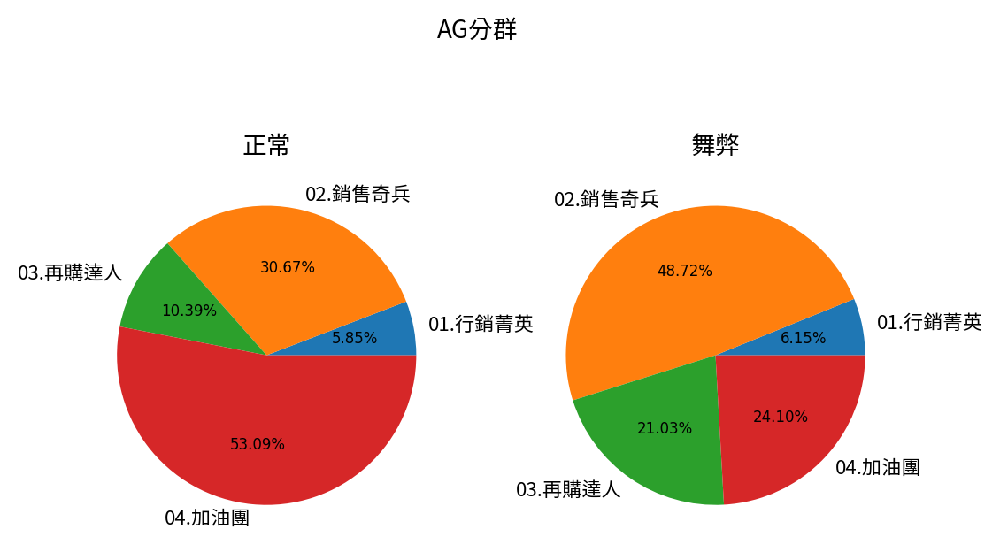 AG分群
正常
02.銷售奇兵
03.再購達人
30.67%
10.39%
01.行銷菁英
5.85%
53.09%
04.加油團
舞弊
02.銷售奇兵
48.72%
01.行銷菁英
6.15%
24.10%
21.03%
04.加油團
03.再購達人